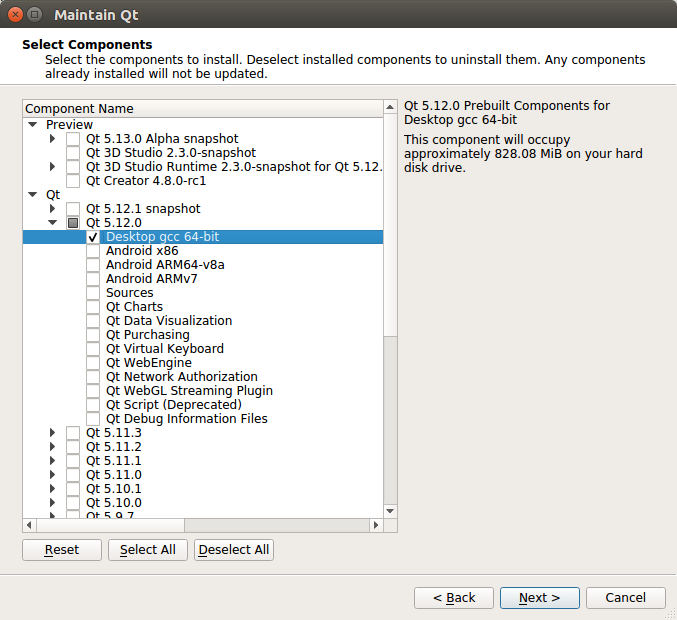 Maintain Qt
Select Components
Select the components to install. Deselect installed components to uninstall them. Any components
already installed will not be updated.
Component Name
Preview
Qt 5.13.0 Alpha snapshot
Qt 3D Studio 2.3.0-snapshot
Qt 3D Studio Runtime 2.3.0-snapshot for Qt 5.12.
Qt Creator 4.8.0-rc1
Qt
Qt 5.12.1 snapshot
Qt 5.12.0
Desktop gcc 64-bit
Android x86
Android ARM64-v8a
Android ARMv7
Sources
Qt Charts
Qt Data Visualization
Qt Purchasing
Qt Virtual Keyboard
Qt WebEngine
Qt Network Authorization
Qt WebGL Streaming Plugin
Qt Script (Deprecated)
Qt Debug Information Files
Qt 5.11.3
Qt 5.11.2
Qt 5.11.1
Qt 5.11.0
Qt 5.10.1
Qt 5.10.0
Qt 5.9.7
Qt 5.12.0 Prebuilt Components for
Desktop gcc 64-bit
This component will occupy
approximately 828.08 MiB on your hard
disk drive.
Reset
Select All
Deselect All
< Back
Next >
Cancel